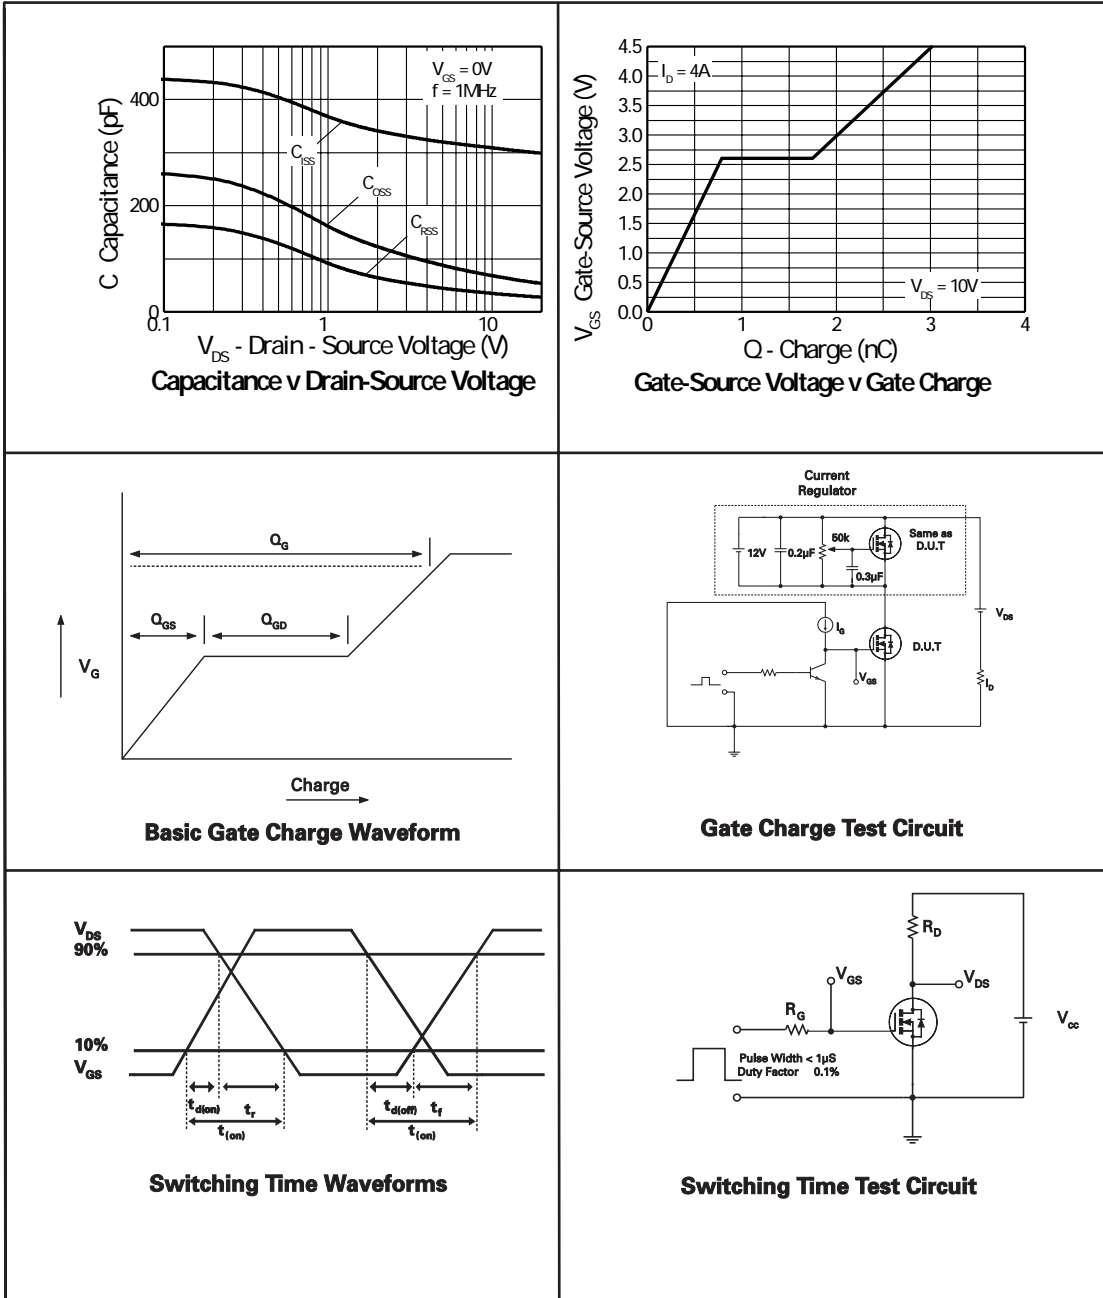 V_GS = 0V
f = 1MHz
400
200
0
C Capacitance (pF)
C_ISS
C_OSS
C_RSS
0.1 1 10
V_DS - Drain - Source Voltage (V)
Capacitance v Drain-Source Voltage
4.5
4.0
3.5
3.0
2.5
2.0
1.5
1.0
0.5
0.0
V_GS Gate-Source Voltage (V)
I_D = 4A
V_DS = 10V
0 1 2 3 4
Q - Charge (nC)
Gate-Source Voltage v Gate Charge
Q_G
Q_GS Q_GD
V_G
Charge
Basic Gate Charge Waveform
Current
Regulator
12V
0.2µF
50k
Same as
D.U.T
0.3µF
V_DS
I_G
D.U.T
V_GS
I_D
Gate Charge Test Circuit
V_DS
90%
10%
V_GS
t_d(on) t_r t_d(off) t_f
t_(on) t_(on)
Switching Time Waveforms
R_D
V_GS
V_DS
R_G
V_cc
Pulse Width < 1µS
Duty Factor 0.1%
Switching Time Test Circuit